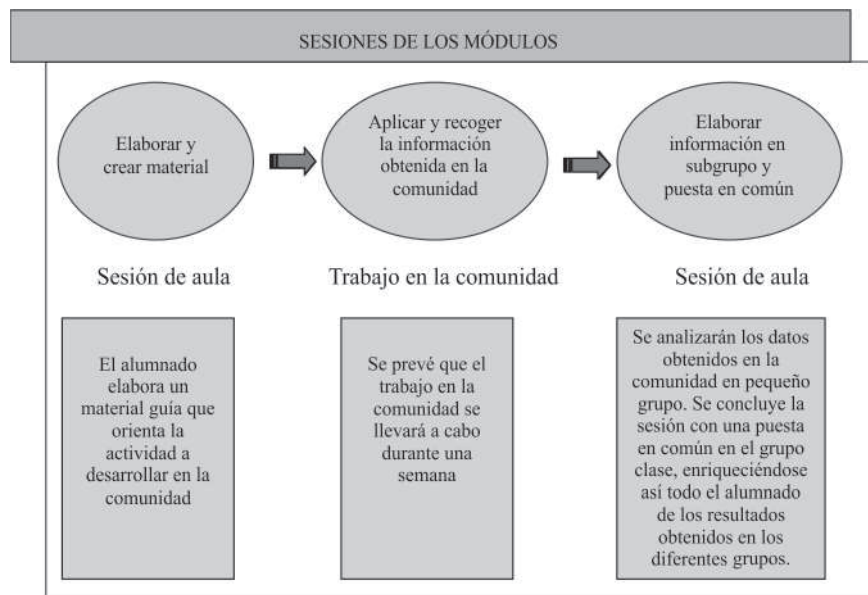 SESIONES DE LOS MÓDULOS
Elaborar y
crear material
Aplicar y recoger
la información
obtenida en la
comunidad
Elaborar
información en
subgrupo y
puesta en común
Sesión de aula
Trabajo en la comunidad
Sesión de aula
El alumnado
elabora un
material guía que
orienta la
actividad a
desarrollar en la
comunidad
Se prevé que el
trabajo en la
comunidad se
llevará a cabo
durante una
semana
Se analizarán los datos
obtenidos en la
comunidad en pequeño
grupo. Se concluye la
sesión con una puesta
en común en el grupo
clase, enriqueciéndose
así todo el alumnado
de los resultados
obtenidos en los
diferentes grupos.